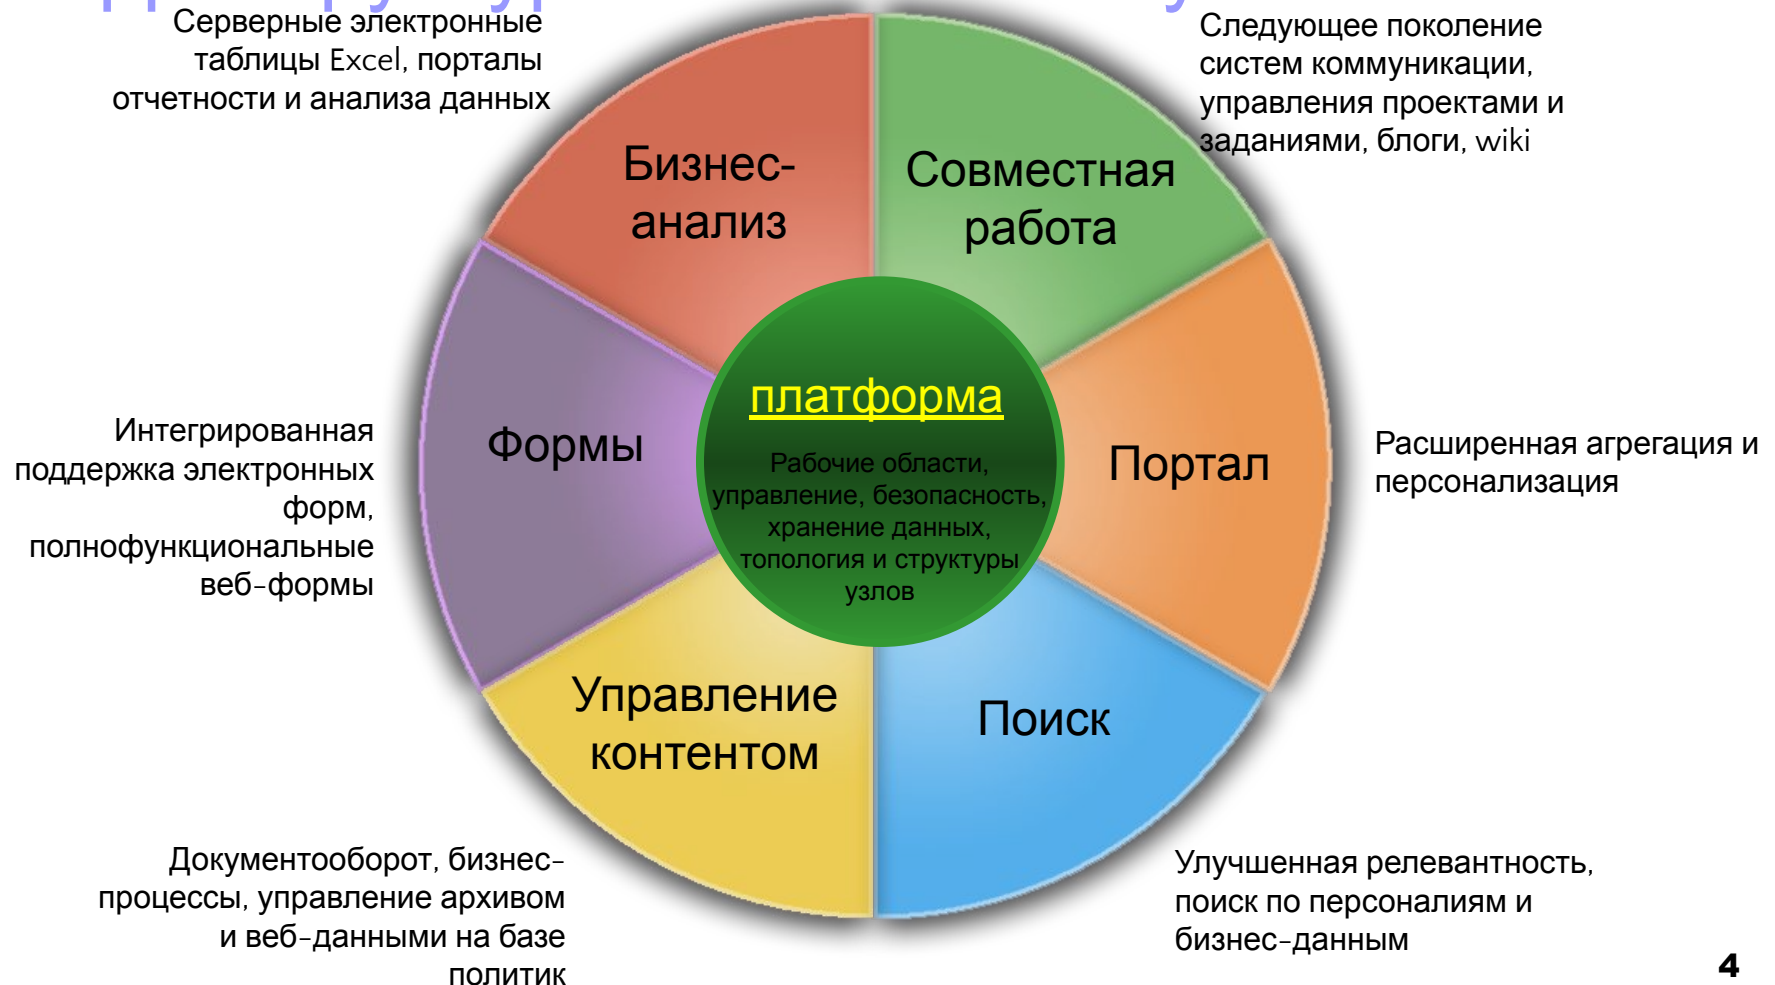 Серверные электронные
таблицы Excel, порталы
отчетности и анализа данных
Следующее поколение
систем коммуникации,
управления проектами и
заданиями, блоги, wiki
Бизнес-
анализ
Совместная
работа
платформа
Рабочие области,
управление, безопасность,
хранение данных,
топология и структуры
узлов
Формы
Портал
Интегрированная
поддержка электронных
форм,
полнофункциональные
веб-формы
Расширенная агрегация и
персонализация
Управление
контентом
Поиск
Документооборот, бизнес-
процессы, управление архивом
и веб-данными на базе
политик
Улучшенная релевантность,
поиск по персоналиям и
бизнес-данным
4